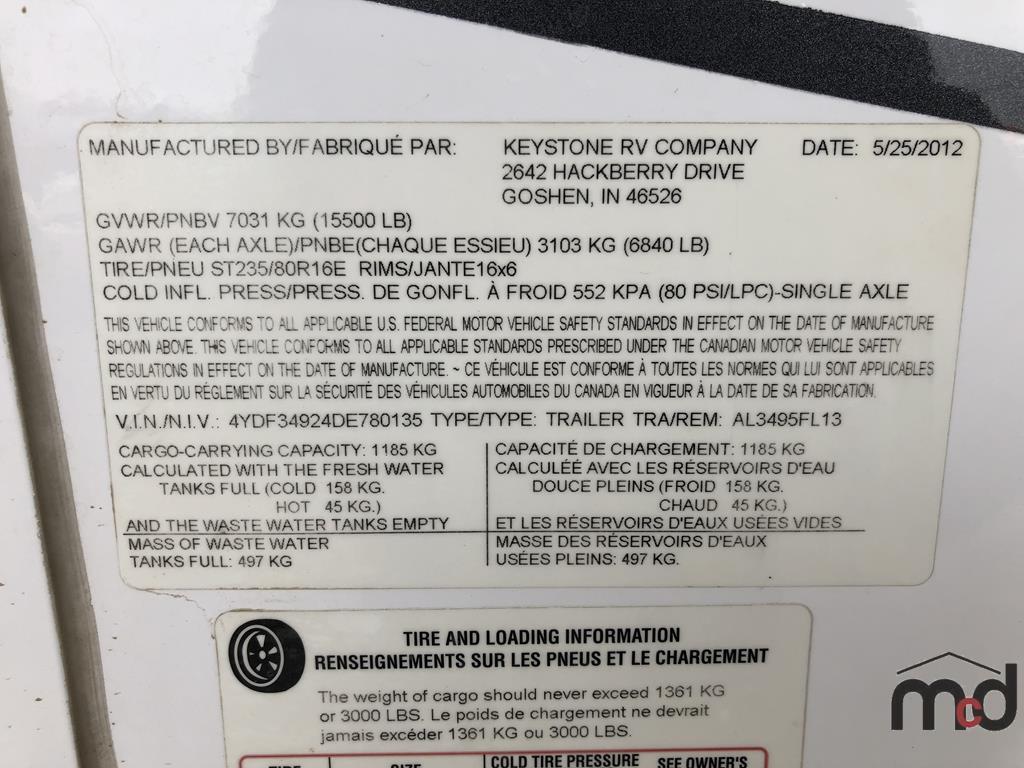 MANUFACTURED BY/FABRIQUÉ PAR: KEYSTONE RV COMPANY DATE: 5/25/2012
2642 HACKBERRY DRIVE
GOSHEN, IN 46526
GVWR/PNBV 7031 KG (15500 LB)
GAWR (EACH AXLE)/PNBE(CHAQUE ESSIEU) 3103 KG (6840 LB)
TIRE/PNEU ST235/80R16E RIMS/JANTE16x6
COLD INFL. PRESS/PRESS. DE GONFL. À FROID 552 KPA (80 PSI/LPC)-SINGLE AXLE
THIS VEHICLE CONFORMS TO ALL APPLICABLE U.S. FEDERAL MOTOR VEHICLE SAFETY STANDARDS IN EFFECT ON THE DATE OF MANUFACTURE
SHOWN ABOVE. THIS VEHICLE CONFORMS TO ALL APPLICABLE STANDARDS PRESCRIBED UNDER THE CANADIAN MOTOR VEHICLE SAFETY
REGULATIONS IN EFFECT ON THE DATE OF MANUFACTURE. ~ CE VÉHICULE EST CONFORME À TOUTES LES NORMES QUI LUI SONT APPLICABLES
EN VERTU DU RÉGLEMENT SUR LA SÉCURITÉ DES VÉHICULES AUTOMOBILES DU CANADA EN VIGUEUR À LA DATE DE SA FABRICATION.
V.I.N./N.I.V.: 4YDF34924DE780135 TYPE/TYPE: TRAILER TRA/REM: AL3495FL13
CARGO-CARRYING CAPACITY: 1185 KG
CALCULATED WITH THE FRESH WATER
TANKS FULL (COLD 158 KG.
HOT 45 KG.)
AND THE WASTE WATER TANKS EMPTY
MASS OF WASTE WATER
TANKS FULL: 497 KG
CAPACITÉ DE CHARGEMENT: 1185 KG
CALCULÉE AVEC LES RÉSERVOIRS D'EAU
DOUCE PLEINS (FROID 158 KG.
CHAUD 45 KG.)
ET LES RÉSERVOIRS D'EAUX USÉES VIDES
MASSE DES RÉSERVOIRS D'EAUX
USÉES PLEINS: 497 KG.
TIRE AND LOADING INFORMATION
RENSEIGNEMENTS SUR LES PNEUS ET LE CHARGEMENT
The weight of cargo should never exceed 1361 KG
or 3000 LBS. Le poids de chargement ne devrait
jamais excéder 1361 KG ou 3000 LBS.
TIRE SIZE COLD TIRE PRESSURE SEE OWNER'S
mcd